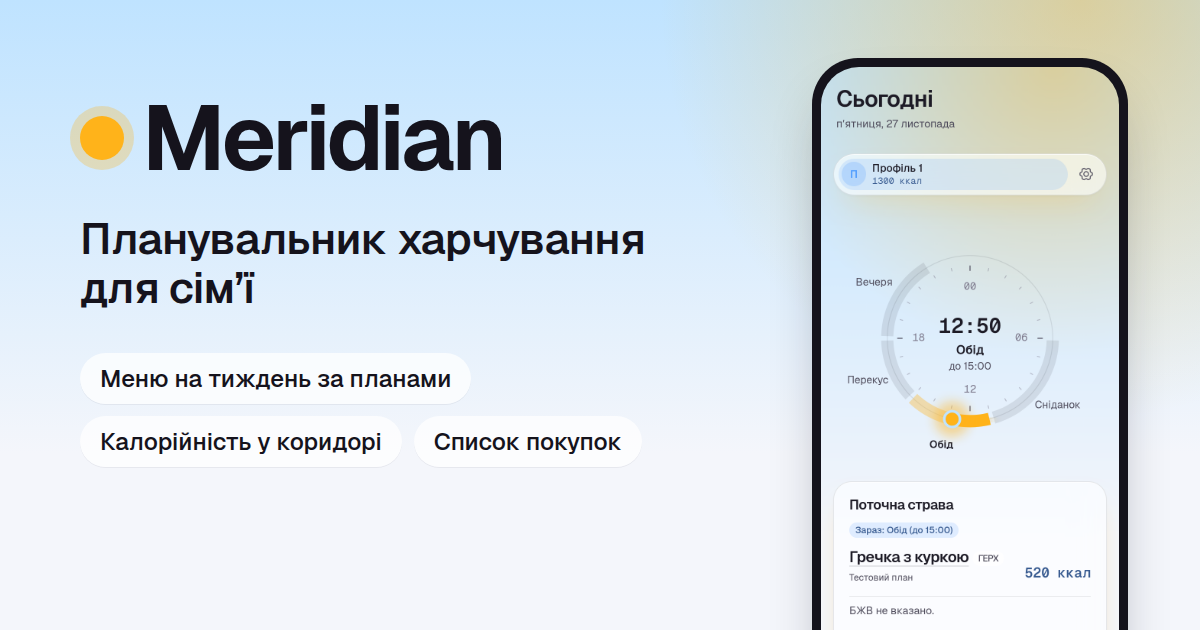 Meridian
Планувальник харчування
для сім’ї
Меню на тиждень за планами
Калорійність у коридорі
Список покупок
Сьогодні
п’ятниця, 27 листопада
П
Профіль 1
1300 ккал
Вечеря
00
12:50
18
06
Обід
до 15:00
Перекус
12
Сніданок
Обід
Поточна страва
Зараз: Обід (до 15:00)
Гречка з куркою ГЕРХ
520 ккал
Тестовий план
БЖВ не вказано.